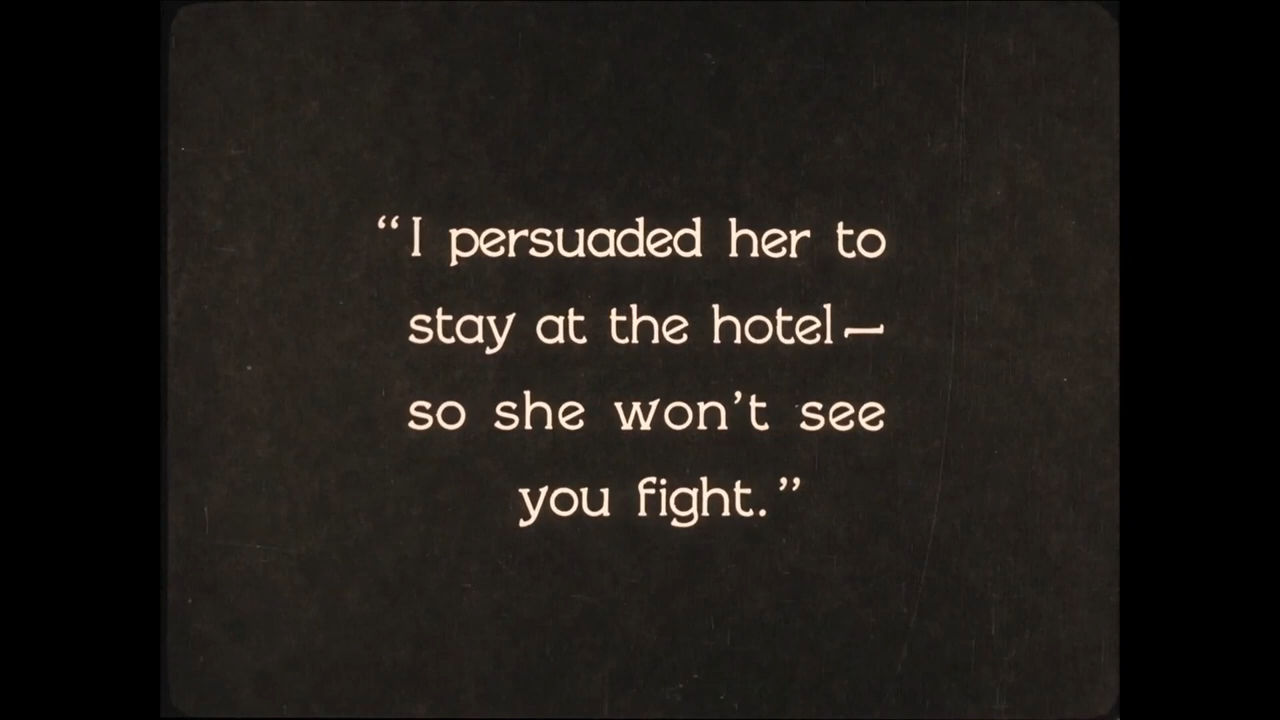 “I persuaded her to
stay at the hotel—
so she won’t see
you fight.”